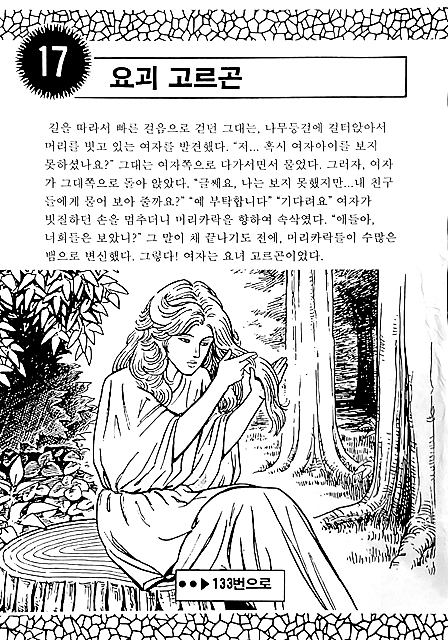 17
요괴 고르곤
길을 따라서 빠른 걸음으로 걷던 그대는, 나무둥걸에 걸터앉아서
머리를 빗고 있는 여자를 발견했다. “저... 혹시 여자아이를 보지
못하셨나요?” 그대는 여자쪽으로 다가서면서 물었다. 그러자, 여자
가 그대쪽으로 돌아 앉았다. “글쎄요, 나는 보지 못했지만...내 친구
들에게 물어 보아 줄까요?” “예 부탁합니다” “기다려요” 여자가
빗질하던 손을 멈추더니 머리카락을 향하여 속삭였다. “얘들아,
너희들은 보았니?” 그 말이 채 끝나기도 전에, 머리카락들이 수많은
뱀으로 변신했다. 그렇다! 여자는 요녀 고르곤이었다.
●●▶133번으로